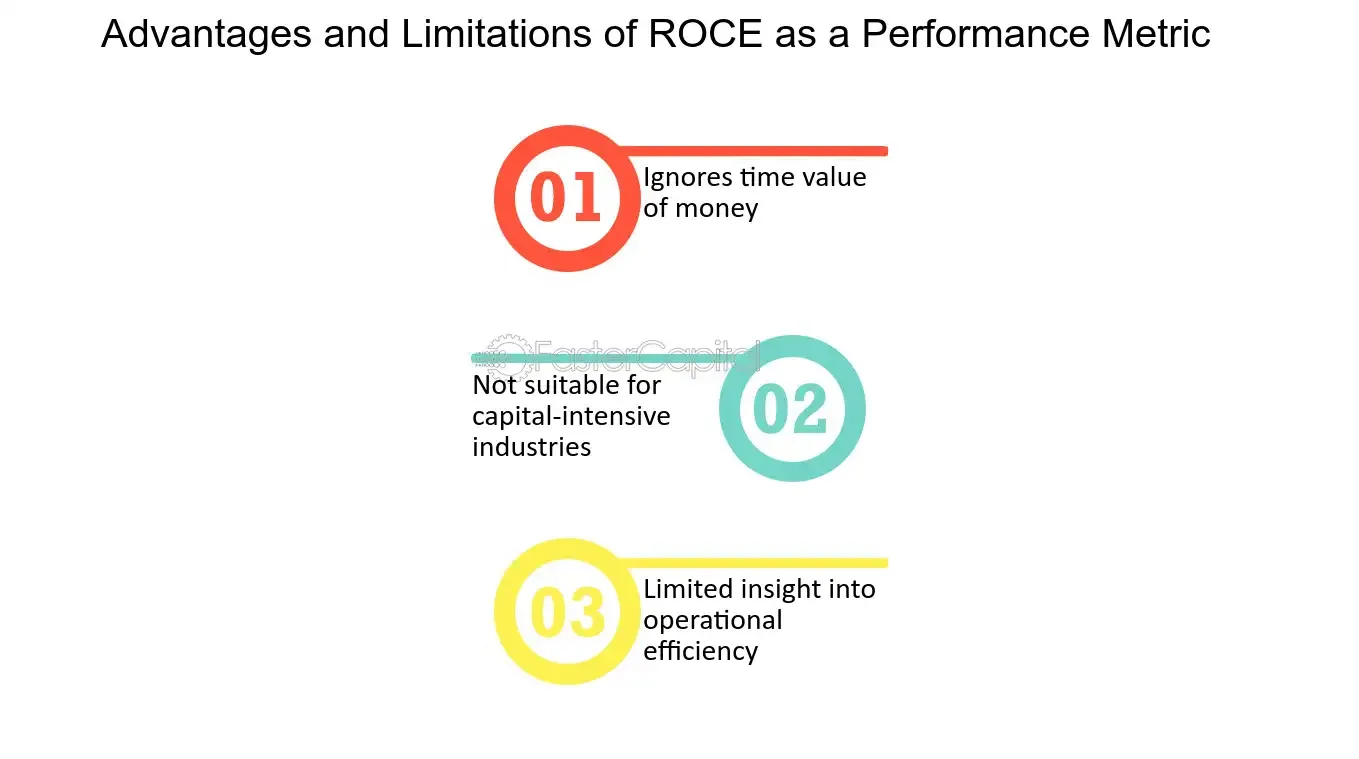 Advantages and Limitations of ROCE as a Performance Metric
01
Ignores time value
of money
FasterCapital
02
Not suitable for
capital-intensive
industries
03
Limited insight into
operational
efficiency